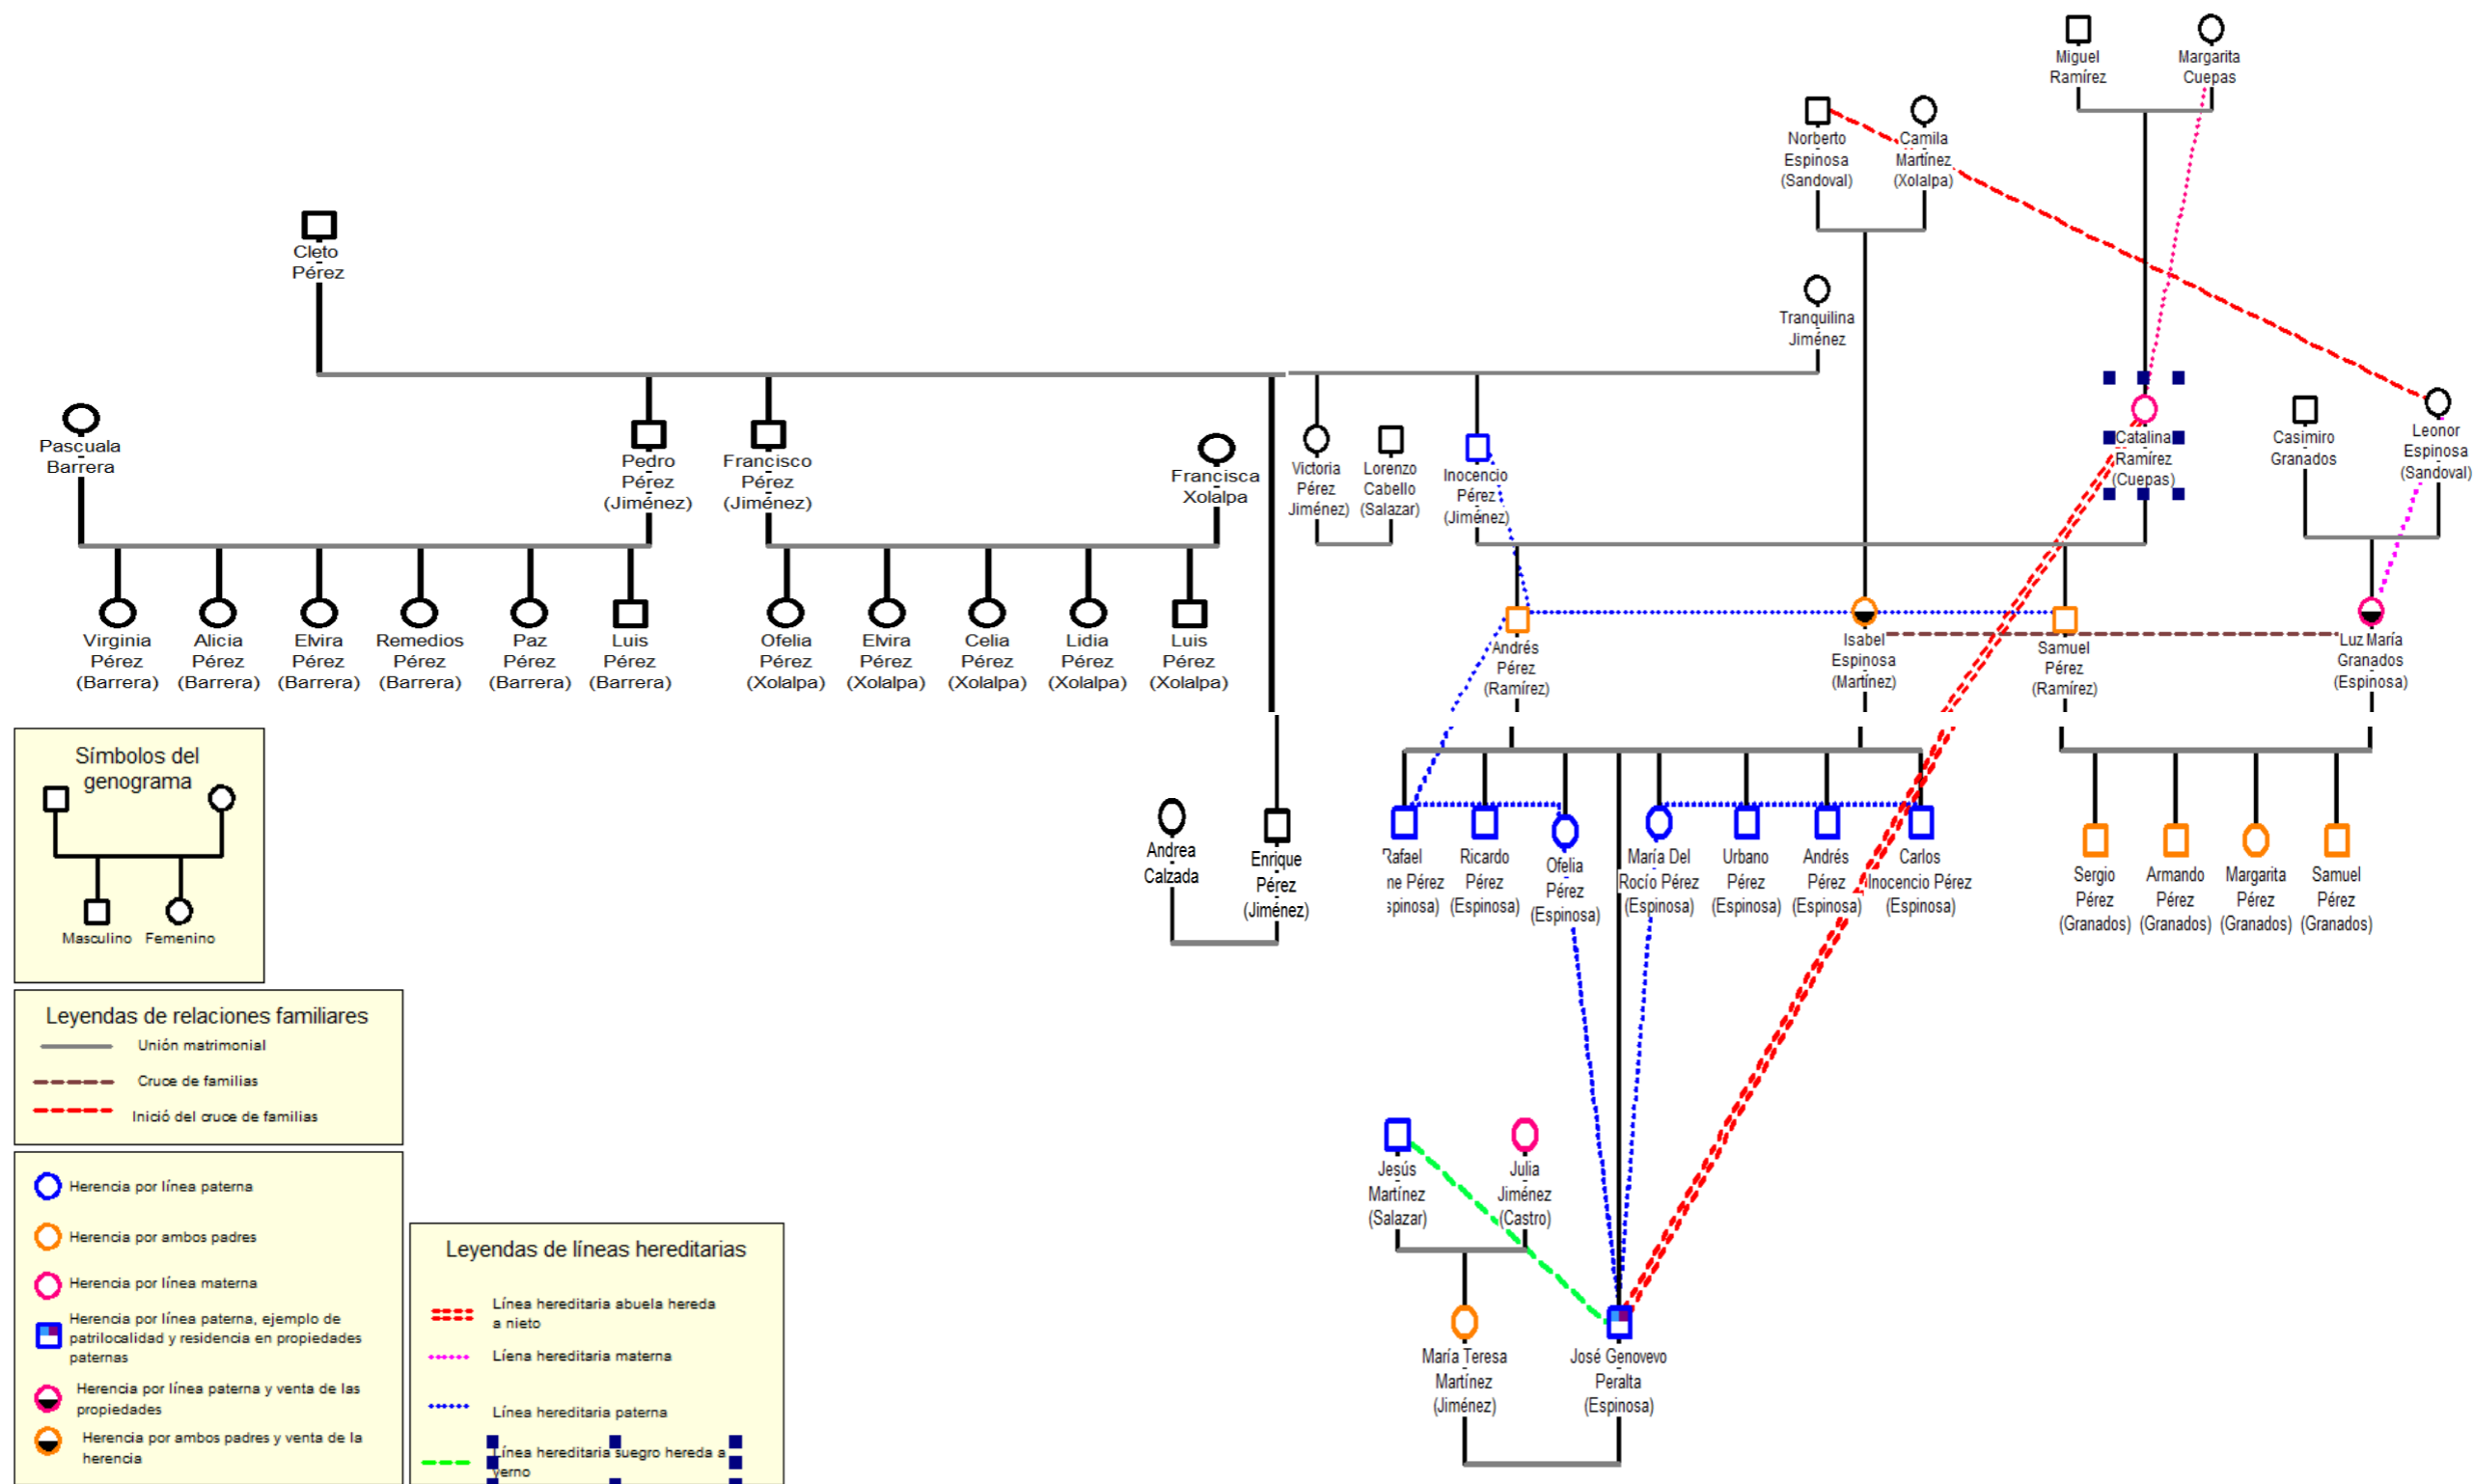 Miguel
Ramírez
Margarita
Cuepas
Norberto
Espinosa
(Sandoval)
Camila
Martínez
(Xolalpa)
Cleto
Pérez
Tranquilina
Jiménez
Pascuala
Barrera
Pedro
Pérez
(Jiménez)
Francisco
Pérez
(Jiménez)
Francisca
Xolalpa
Victoria
Pérez
Jiménez)
Lorenzo
Cabello
(Salazar)
Inocencio
Pérez
(Jiménez)
Catalina
Ramírez
(Cuepas)
Casimiro
Granados
Leonor
Espinosa
(Sandoval)
Virginia
Pérez
(Barrera)
Alicia
Pérez
(Barrera)
Elvira
Pérez
(Barrera)
Remedios
Pérez
(Barrera)
Paz
Pérez
(Barrera)
Luis
Pérez
(Barrera)
Ofelia
Pérez
(Xolalpa)
Elvira
Pérez
(Xolalpa)
Celia
Pérez
(Xolalpa)
Lidia
Pérez
(Xolalpa)
Luis
Pérez
(Xolalpa)
Andrés
Pérez
(Ramírez)
Isabel
Espinosa
(Martínez)
Samuel
Pérez
(Ramírez)
Luz María
Granados
(Espinosa)
Andrea
Calzada
Enrique
Pérez
(Jiménez)
Rafael
ne Pérez
spinosa)
Ricardo
Pérez
(Espinosa)
Ofelia
Pérez
(Espinosa)
María Del
Rocío Pérez
(Espinosa)
Urbano
Pérez
(Espinosa)
Andrés
Pérez
(Espinosa)
Carlos
Inocencio Pérez
(Espinosa)
Sergio
Pérez
(Granados)
Armando
Pérez
(Granados)
Margarita
Pérez
(Granados)
Samuel
Pérez
(Granados)
Jesús
Martínez
(Salazar)
Julia
Jiménez
(Castro)
María Teresa
Martínez
(Jiménez)
José Genovevo
Peralta
(Espinosa)
Símbolos del
genograma
Masculino
Femenino
Leyendas de relaciones familiares
Unión matrimonial
Cruce de familias
Inició del cruce de familias
Herencia por línea paterna
Herencia por ambos padres
Herencia por línea materna
Herencia por línea paterna, ejemplo de
patrilocalidad y residencia en propiedades
paternas
Herencia por línea paterna y venta de las
propiedades
Herencia por ambos padres y venta de la
herencia
Leyendas de líneas hereditarias
Línea hereditaria abuela hereda
a nieto
Líena hereditaria materna
Línea hereditaria paterna
Línea hereditaria suegro hereda a
yerno